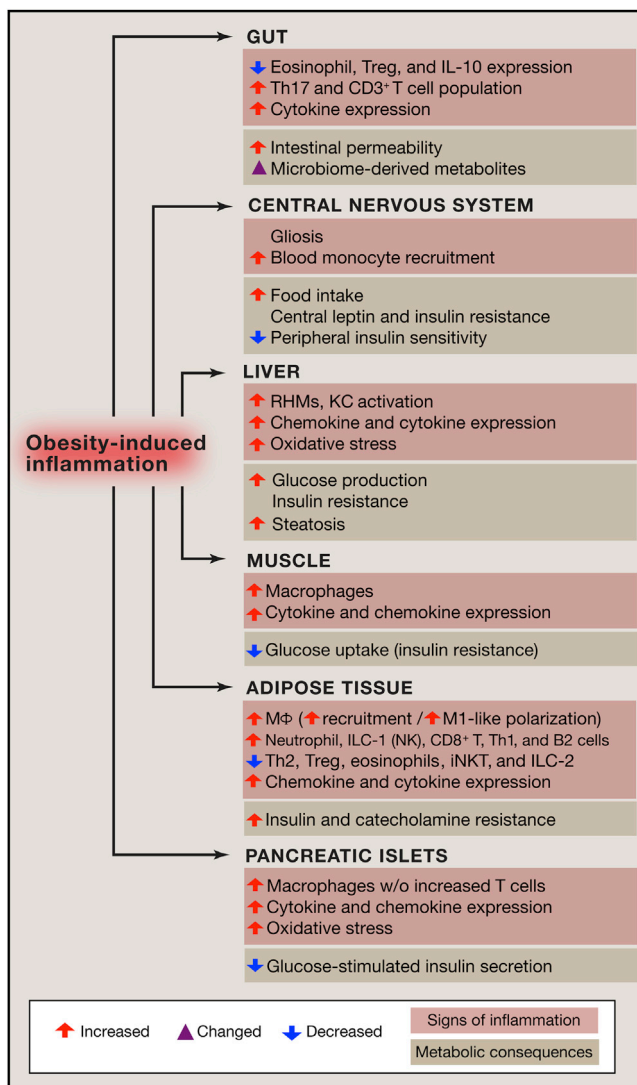 GUT
Eosinophil, Treg, and IL-10 expression
Th17 and CD3⁺ T cell population
Cytokine expression
Intestinal permeability
Microbiome-derived metabolites
CENTRAL NERVOUS SYSTEM
Gliosis
Blood monocyte recruitment
Food intake
Central leptin and insulin resistance
Peripheral insulin sensitivity
LIVER
RHMs, KC activation
Chemokine and cytokine expression
Oxidative stress
Obesity-induced
inflammation
Glucose production
Insulin resistance
Steatosis
MUSCLE
Macrophages
Cytokine and chemokine expression
Glucose uptake (insulin resistance)
ADIPOSE TISSUE
MΦ (recruitment / M1-like polarization)
Neutrophil, ILC-1 (NK), CD8⁺ T, Th1, and B2 cells
Th2, Treg, eosinophils, iNKT, and ILC-2
Chemokine and cytokine expression
Insulin and catecholamine resistance
PANCREATIC ISLETS
Macrophages w/o increased T cells
Cytokine and chemokine expression
Oxidative stress
Glucose-stimulated insulin secretion
Increased Changed Decreased
Signs of inflammation
Metabolic consequences